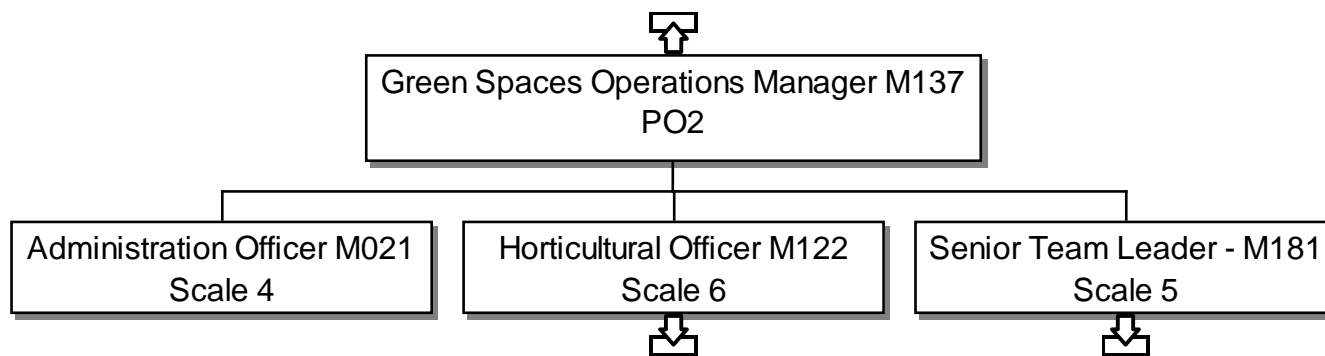 Green Spaces Operations Manager M137
PO2
Administration Officer M021
Scale 4
Horticultural Officer M122
Scale 6
Senior Team Leader - M181
Scale 5